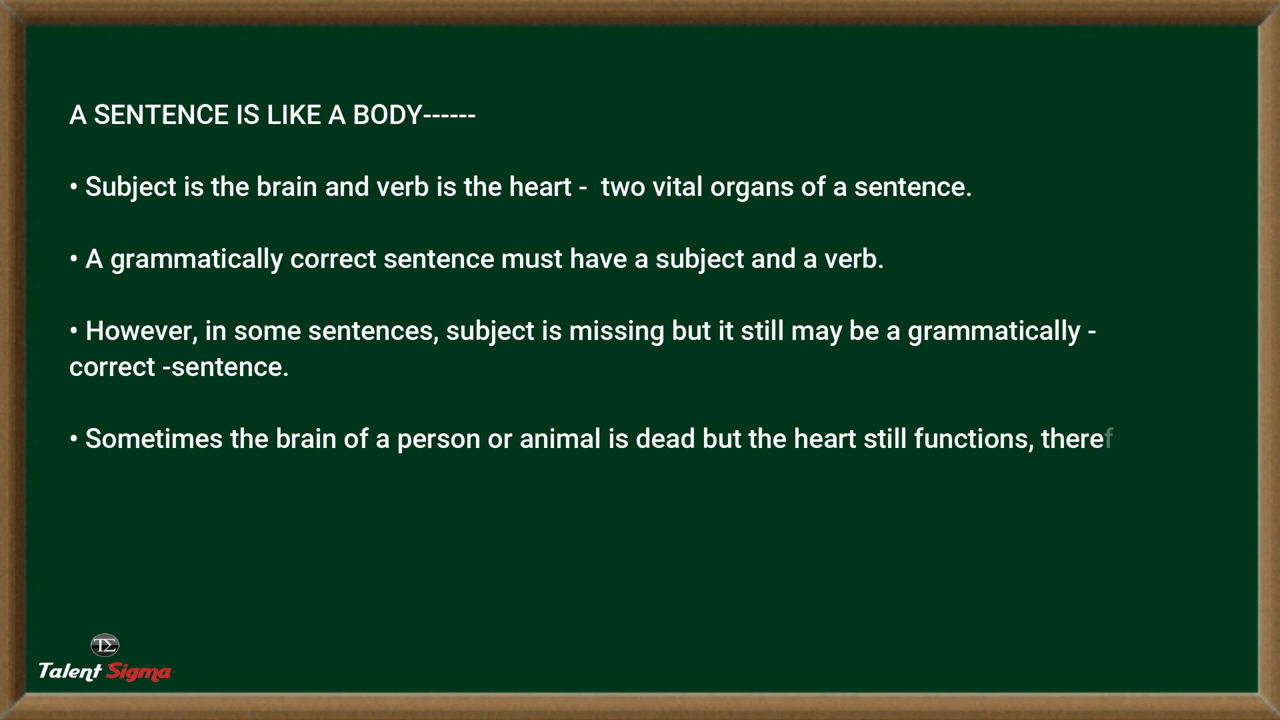 A SENTENCE IS LIKE A BODY------
• Subject is the brain and verb is the heart -  two vital organs of a sentence.
• A grammatically correct sentence must have a subject and a verb.
• However, in some sentences, subject is missing but it still may be a grammatically -
correct -sentence.
• Sometimes the brain of a person or animal is dead but the heart still functions, theref
TΣ
Talent Sigma